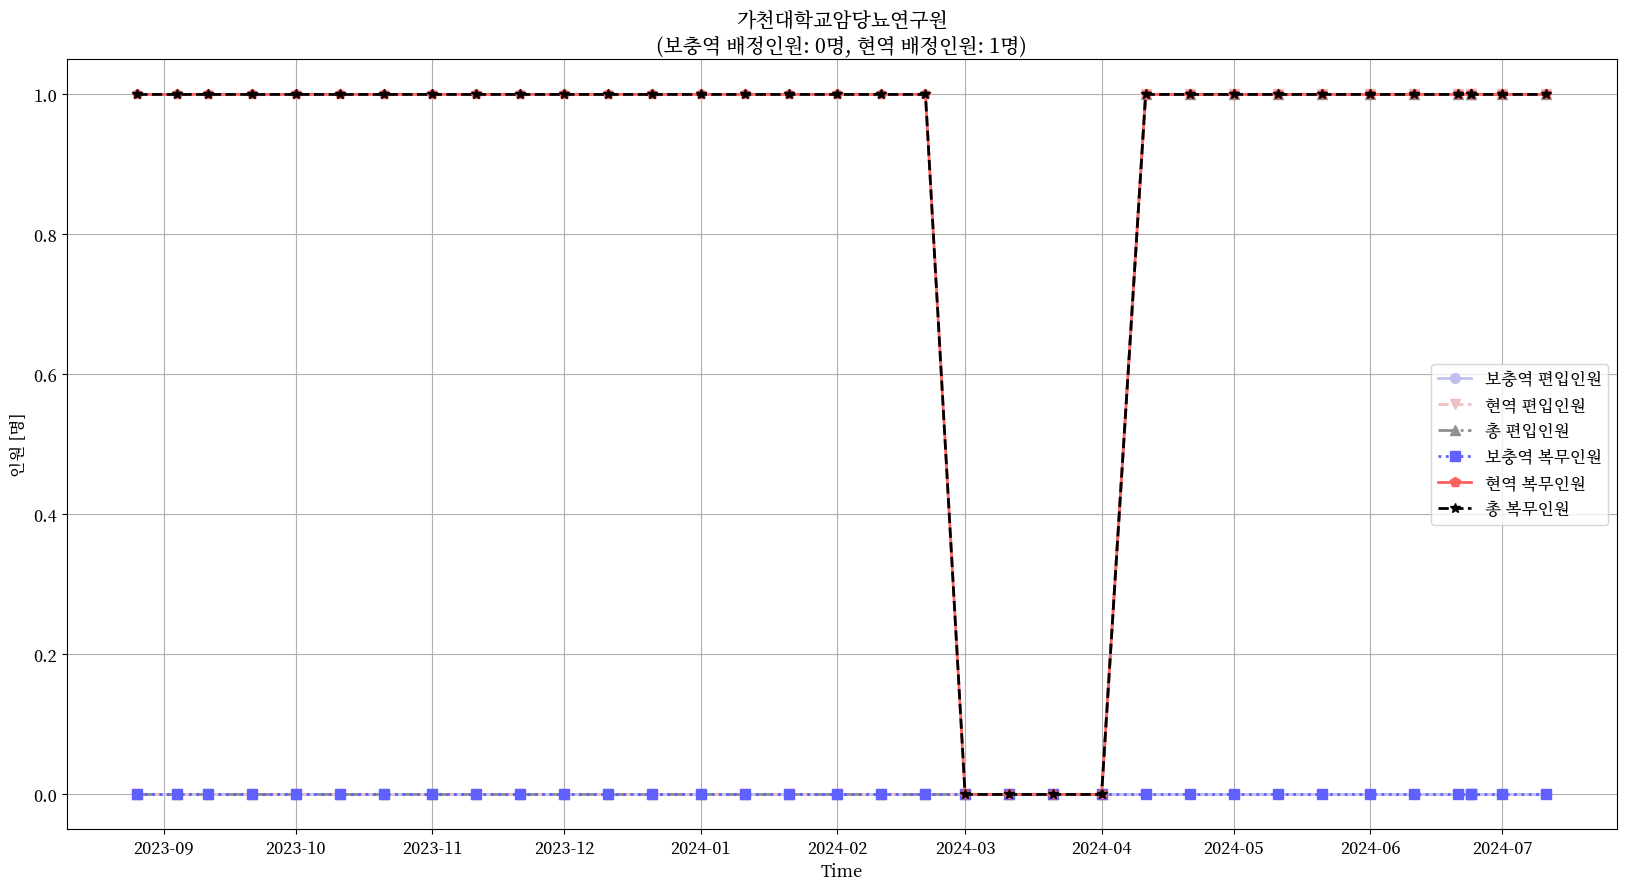 가천대학교암당뇨연구원
(보충역 배정인원: 0명, 현역 배정인원: 1명)
인원 [명]
1.0
0.8
0.6
0.4
0.2
0.0
보충역 편입인원
현역 편입인원
총 편입인원
보충역 복무인원
현역 복무인원
총 복무인원
2023-09 2023-10 2023-11 2023-12 2024-01 2024-02 2024-03 2024-04 2024-05 2024-06 2024-07
Time